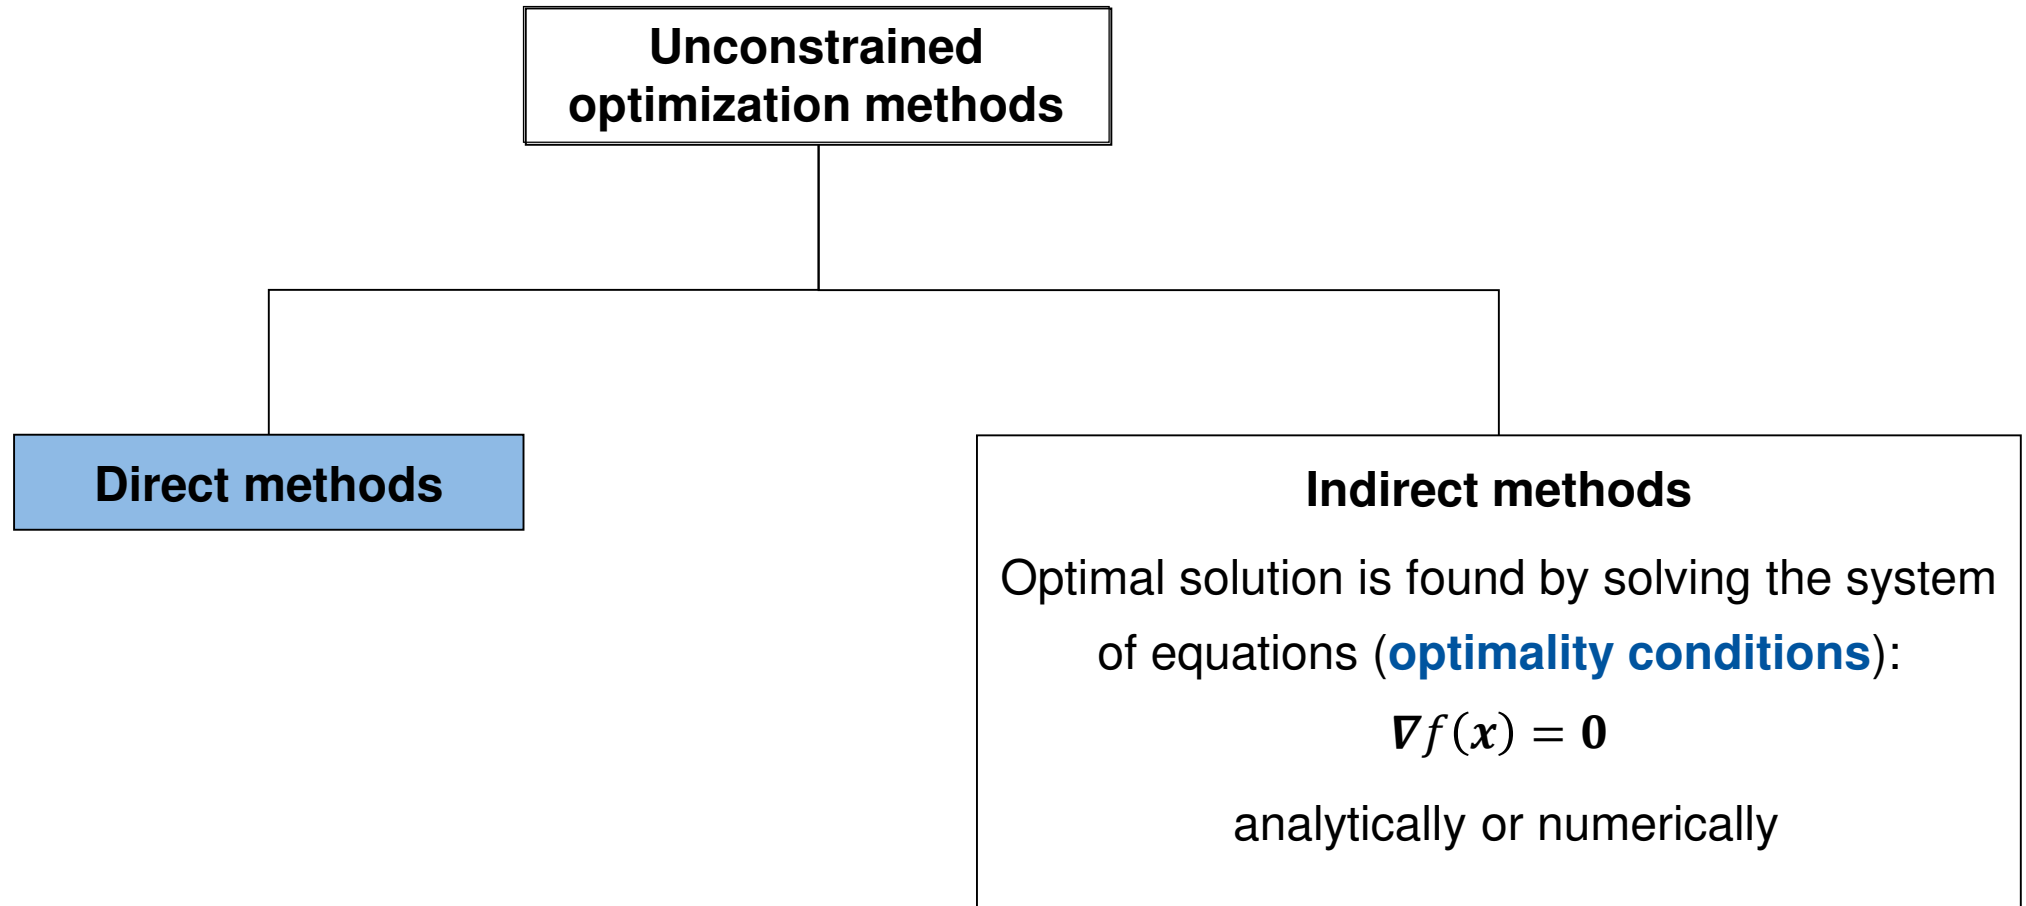 Unconstrained
optimization methods
Direct methods
Indirect methods
Optimal solution is found by solving the system
of equations (optimality conditions):
∇f(x) = 0
analytically or numerically